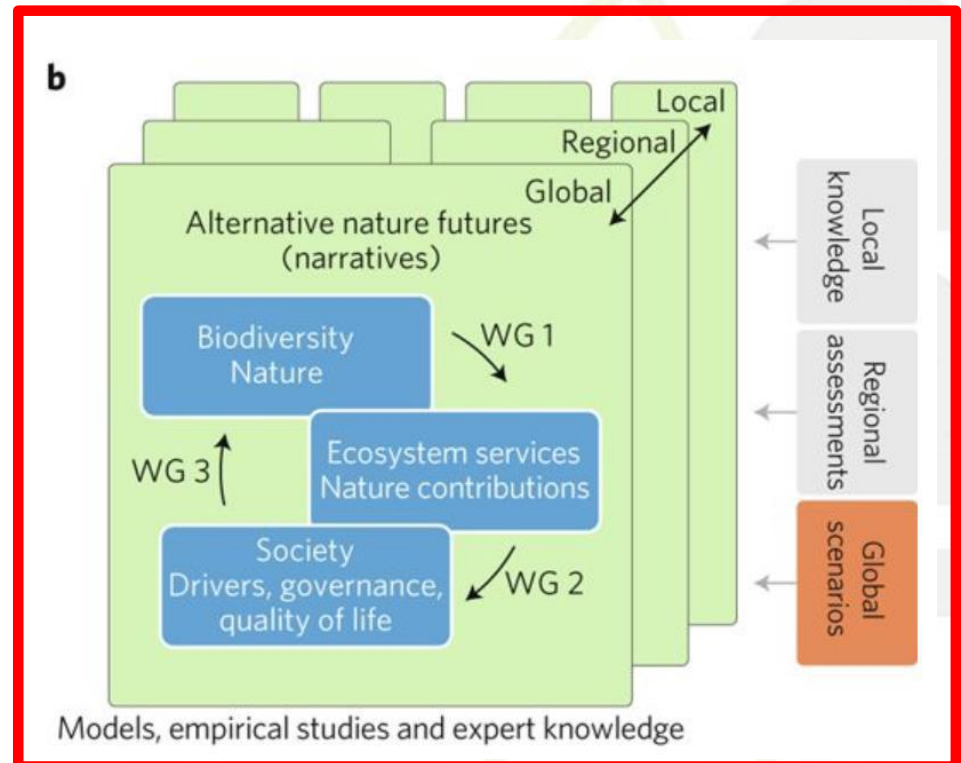 b
Local
Regional
Global
Alternative nature futures
(narratives)
Biodiversity
Nature
WG 1
Ecosystem services
Nature contributions
WG 3
Society
Drivers, governance,
quality of life
WG 2
Models, empirical studies and expert knowledge
Local
knowledge
Regional
assessments
Global
scenarios